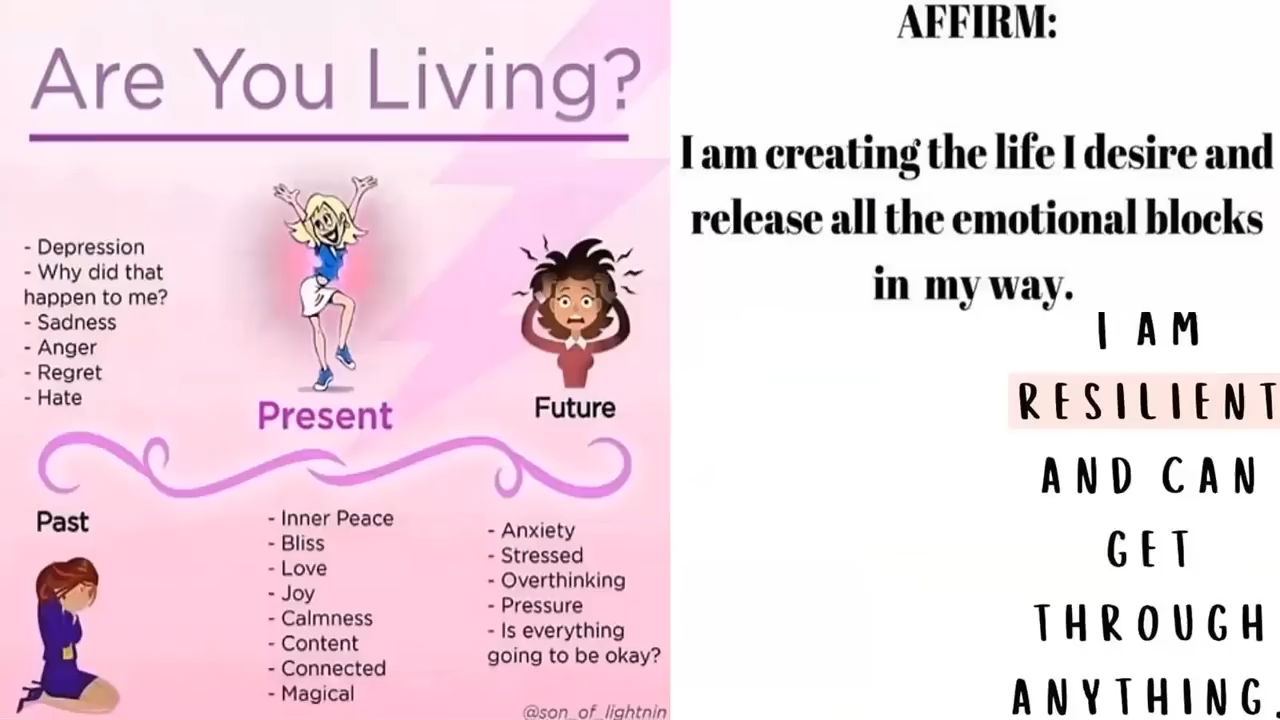 Are You Living?
- Depression
- Why did that
happen to me?
- Sadness
- Anger
- Regret
- Hate
Present
Future
Past
- Inner Peace
- Bliss
- Love
- Joy
- Calmness
- Content
- Connected
- Magical
- Anxiety
- Stressed
- Overthinking
- Pressure
- Is everything
going to be okay?
@son_of_lightnin
AFFIRM:
I am creating the life I desire and
release all the emotional blocks
in my way.
I AM
RESILIENT
AND CAN
GET
THROUGH
ANYTHING.